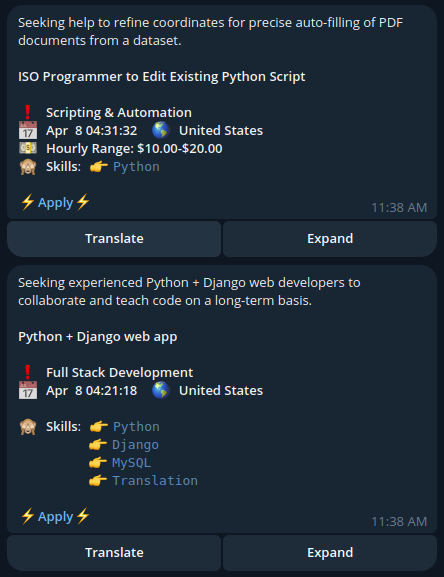 Seeking help to refine coordinates for precise auto-filling of PDF
documents from a dataset.
ISO Programmer to Edit Existing Python Script
❗ Scripting & Automation
📅 Apr  8 04:31:32 🌎 United States
💵 Hourly Range: $10.00-$20.00
🙈 Skills: 👉 Python
⚡Apply⚡
11:38 AM
Translate Expand
Seeking experienced Python + Django web developers to
collaborate and teach code on a long-term basis.
Python + Django web app
❗ Full Stack Development
📅 Apr  8 04:21:18 🌎 United States
🙈 Skills: 👉 Python
👉 Django
👉 MySQL
👉 Translation
⚡Apply⚡
11:38 AM
Translate Expand